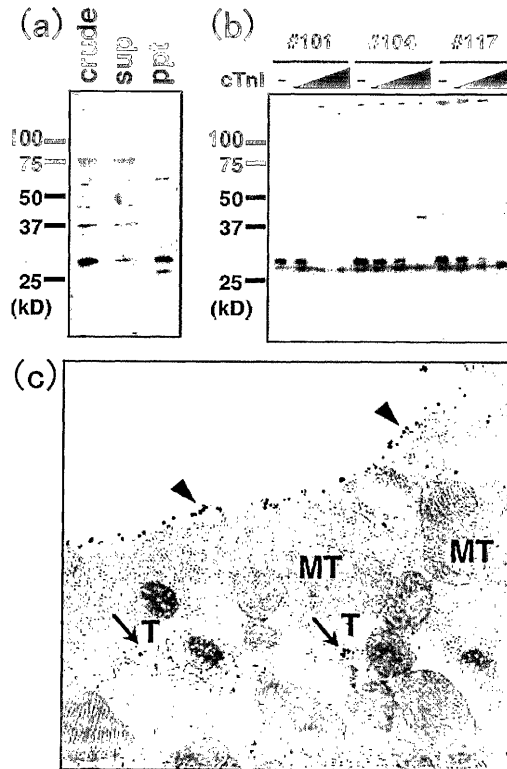 (a)
crude
sup
ppt
100
75
50
37
25
(kD)
(b)
#101 #104 #117
cTnI - - -
100
75
50
37
25
(kD)
(c)
MT
MT
T
T